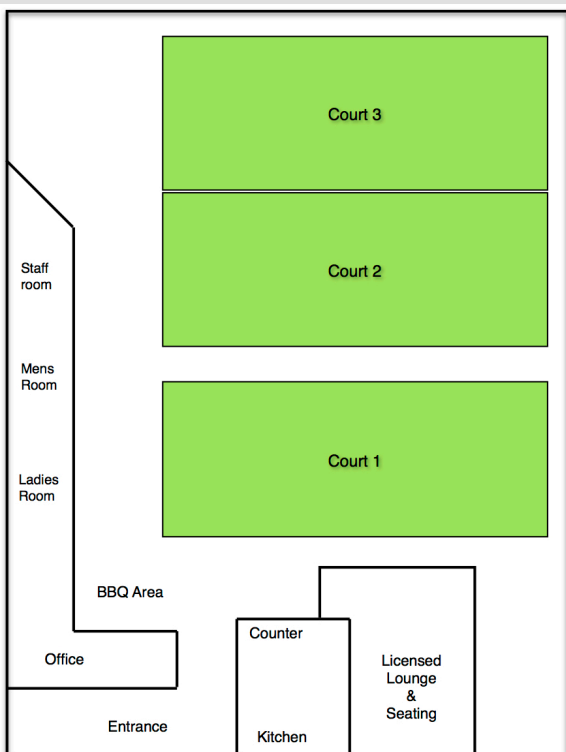 Court 3
Court 2
Staff
room
Mens
Room
Court 1
Ladies
Room
BBQ Area
Counter
Office
Licensed
Lounge
&
Seating
Entrance
Kitchen